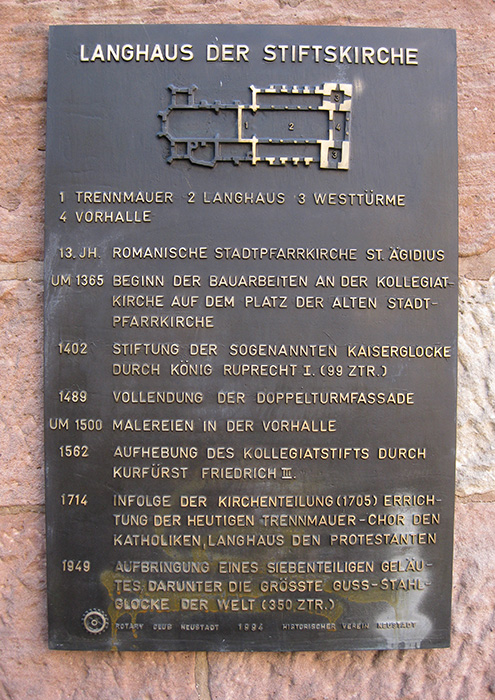 LANGHAUS DER STIFTSKIRCHE
3
1 2 4
3
1 TRENNMAUER 2 LANGHAUS 3 WESTTÜRME
4 VORHALLE
13. JH. ROMANISCHE STADTPFARRKIRCHE ST. ÄGIDIUS
UM 1365 BEGINN DER BAUARBEITEN AN DER KOLLEGIAT-
KIRCHE AUF DEM PLATZ DER ALTEN STADT-
PFARRKIRCHE
1402 STIFTUNG DER SOGENANNTEN KAISERGLOCKE
DURCH KÖNIG RUPRECHT I. (99 ZTR.)
1489 VOLLENDUNG DER DOPPELTURMFASSADE
UM 1500 MALEREIEN IN DER VORHALLE
1562 AUFHEBUNG DES KOLLEGIATSTIFTS DURCH
KURFÜRST FRIEDRICH III.
1714 INFOLGE DER KIRCHENTEILUNG (1705) ERRICH-
TUNG DER HEUTIGEN TRENNMAUER-CHOR DEN
KATHOLIKEN, LANGHAUS DEN PROTESTANTEN
1949 AUFBRINGUNG EINES SIEBENTEILIGEN GELÄU-
TES, DARUNTER DIE GRÖSSTE GUSS-STAHL-
GLOCKE DER WELT (350 ZTR.)
ROTARY CLUB NEUSTADT 1984 HISTORISCHER VEREIN NEUSTADT